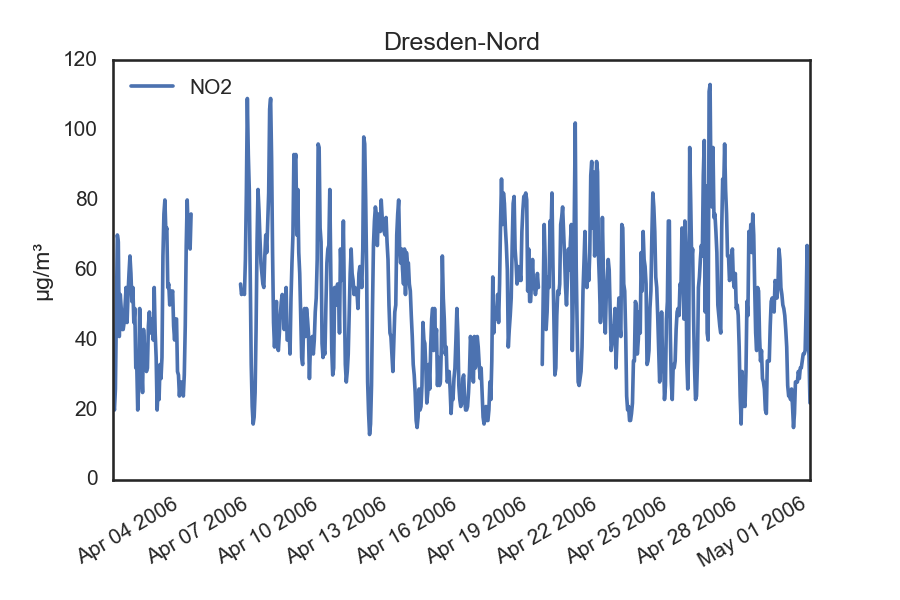 Dresden-Nord
120
100
80
60
40
20
0
µg/m³
NO2
Apr 04 2006
Apr 07 2006
Apr 10 2006
Apr 13 2006
Apr 16 2006
Apr 19 2006
Apr 22 2006
Apr 25 2006
Apr 28 2006
May 01 2006